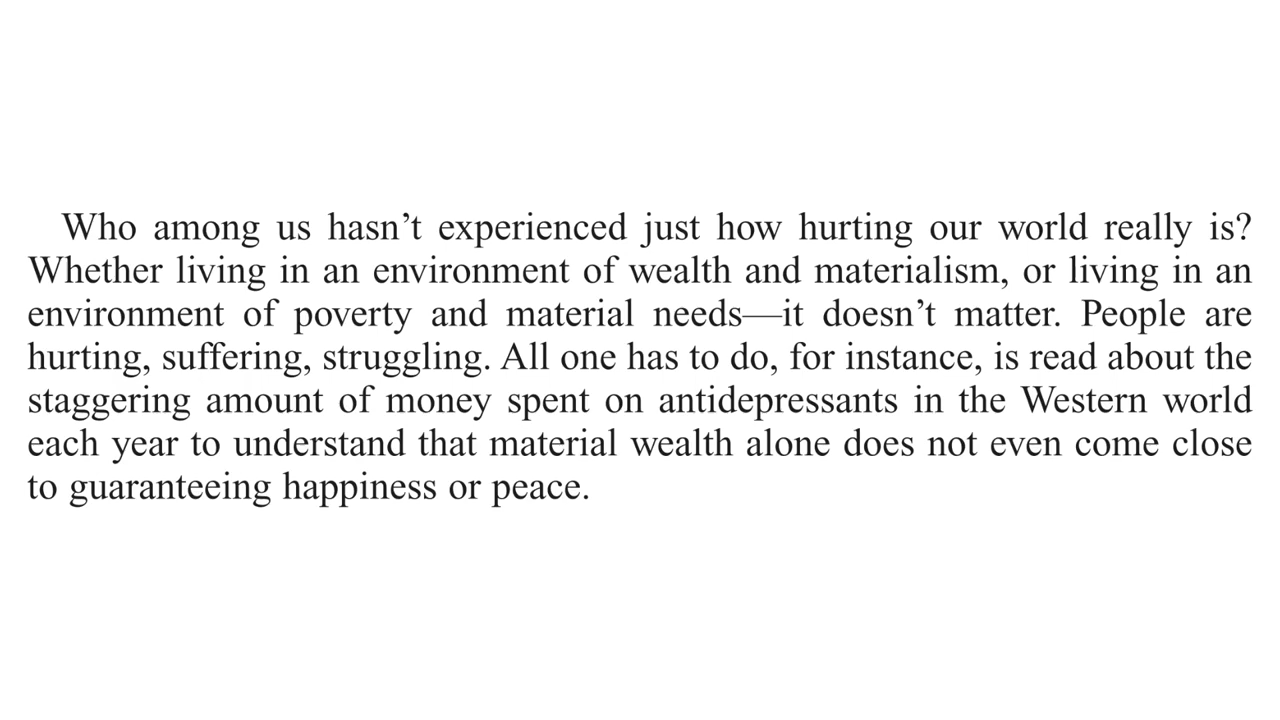 Who among us hasn’t experienced just how hurting our world really is?
Whether living in an environment of wealth and materialism, or living in an
environment of poverty and material needs—it doesn’t matter. People are
hurting, suffering, struggling. All one has to do, for instance, is read about the
staggering amount of money spent on antidepressants in the Western world
each year to understand that material wealth alone does not even come close
to guaranteeing happiness or peace.